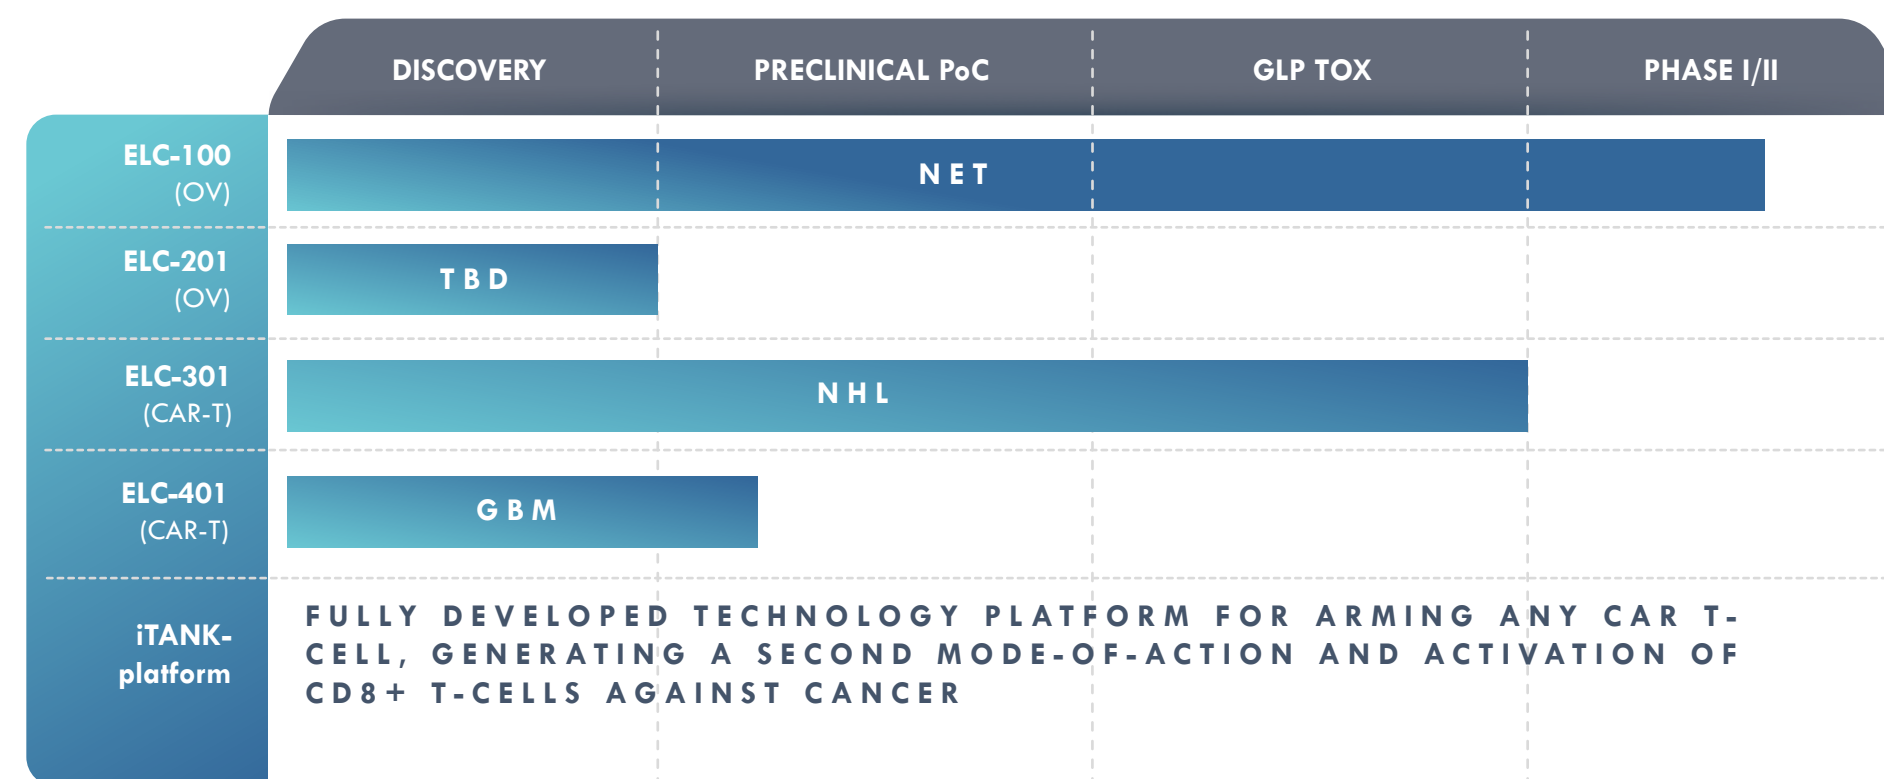 DISCOVERY PRECLINICAL PoC GLP TOX PHASE I/II
ELC-100
(OV)
NET
ELC-201
(OV)
TBD
ELC-301
(CAR-T)
NHL
ELC-401
(CAR-T)
GBM
iTANK-
platform
FULLY DEVELOPED TECHNOLOGY PLATFORM FOR ARMING ANY CAR T-
CELL, GENERATING A SECOND MODE-OF-ACTION AND ACTIVATION OF
CD8+ T-CELLS AGAINST CANCER